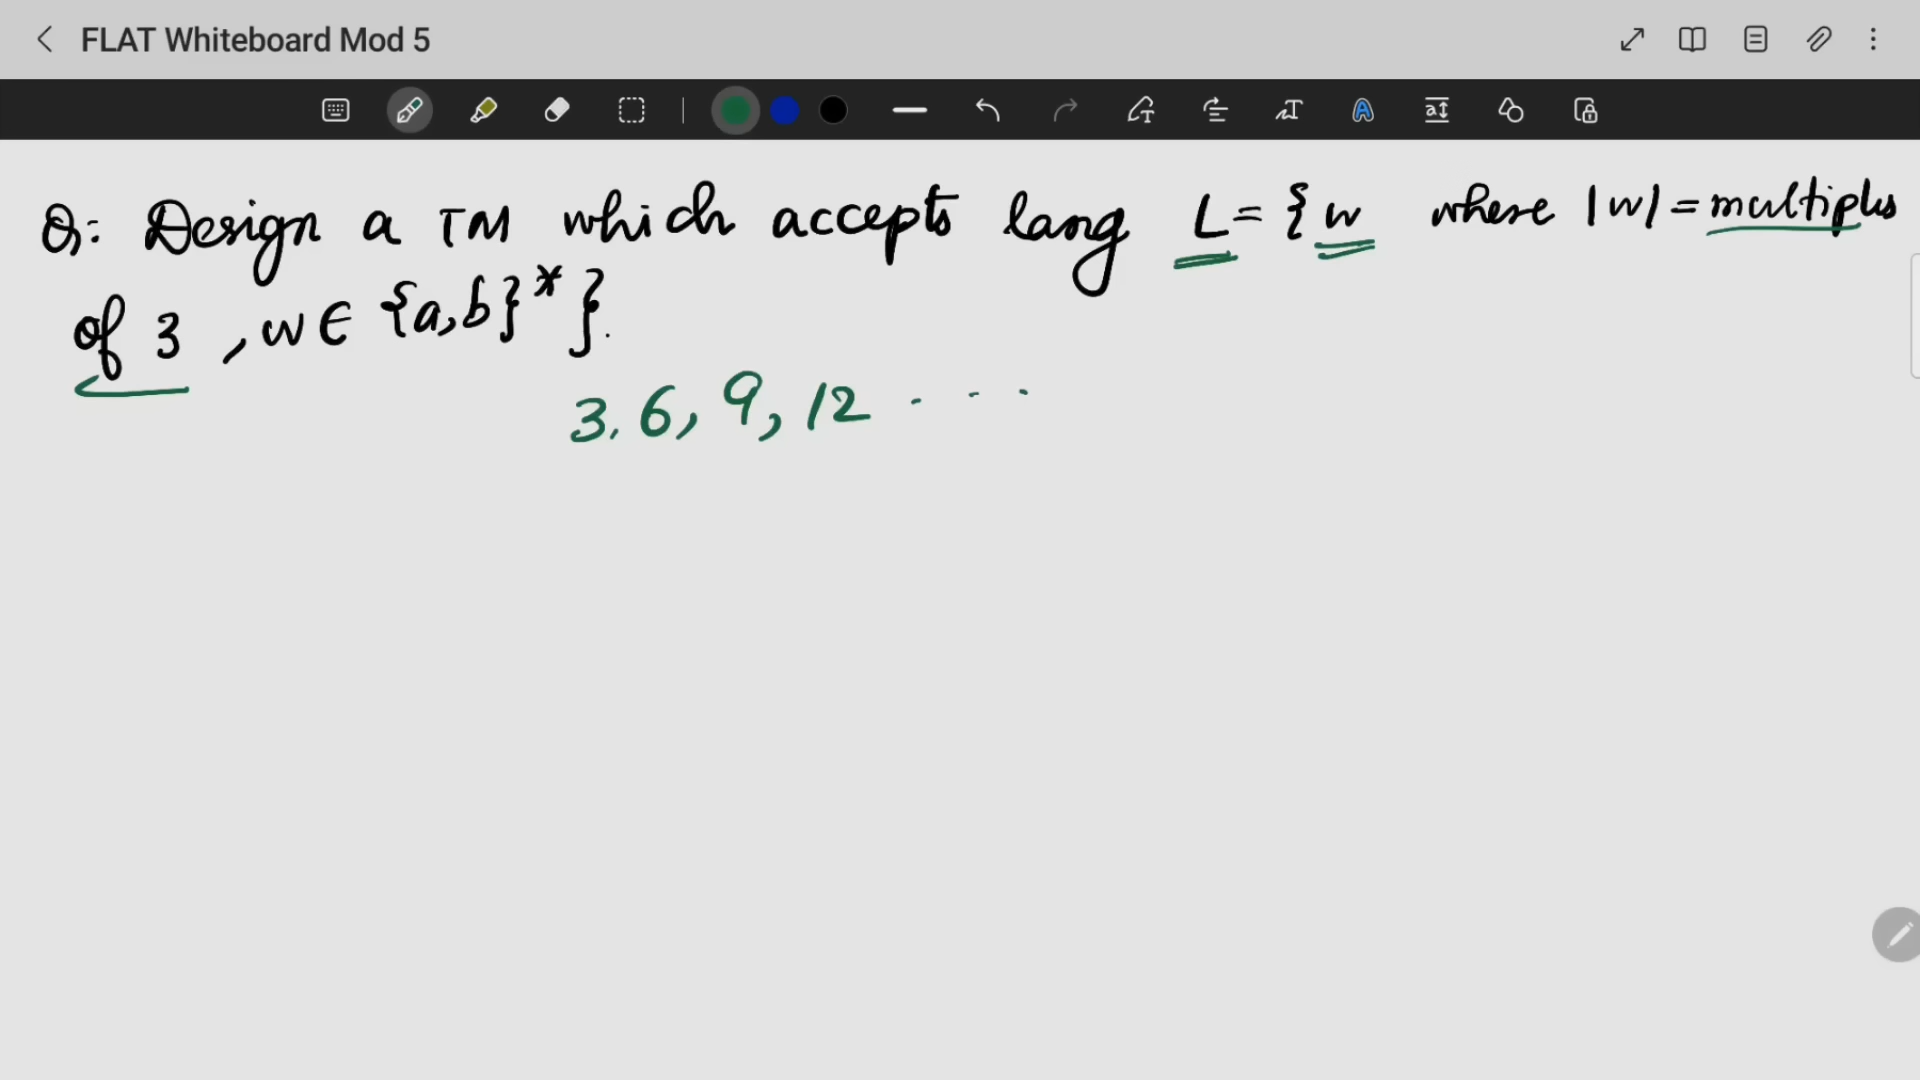 FLAT Whiteboard Mod 5
Q: Design a TM which accepts lang L = { w where |w| = multiples
of 3 , w ∈ {a,b}* }.
3, 6, 9, 12 . . . .